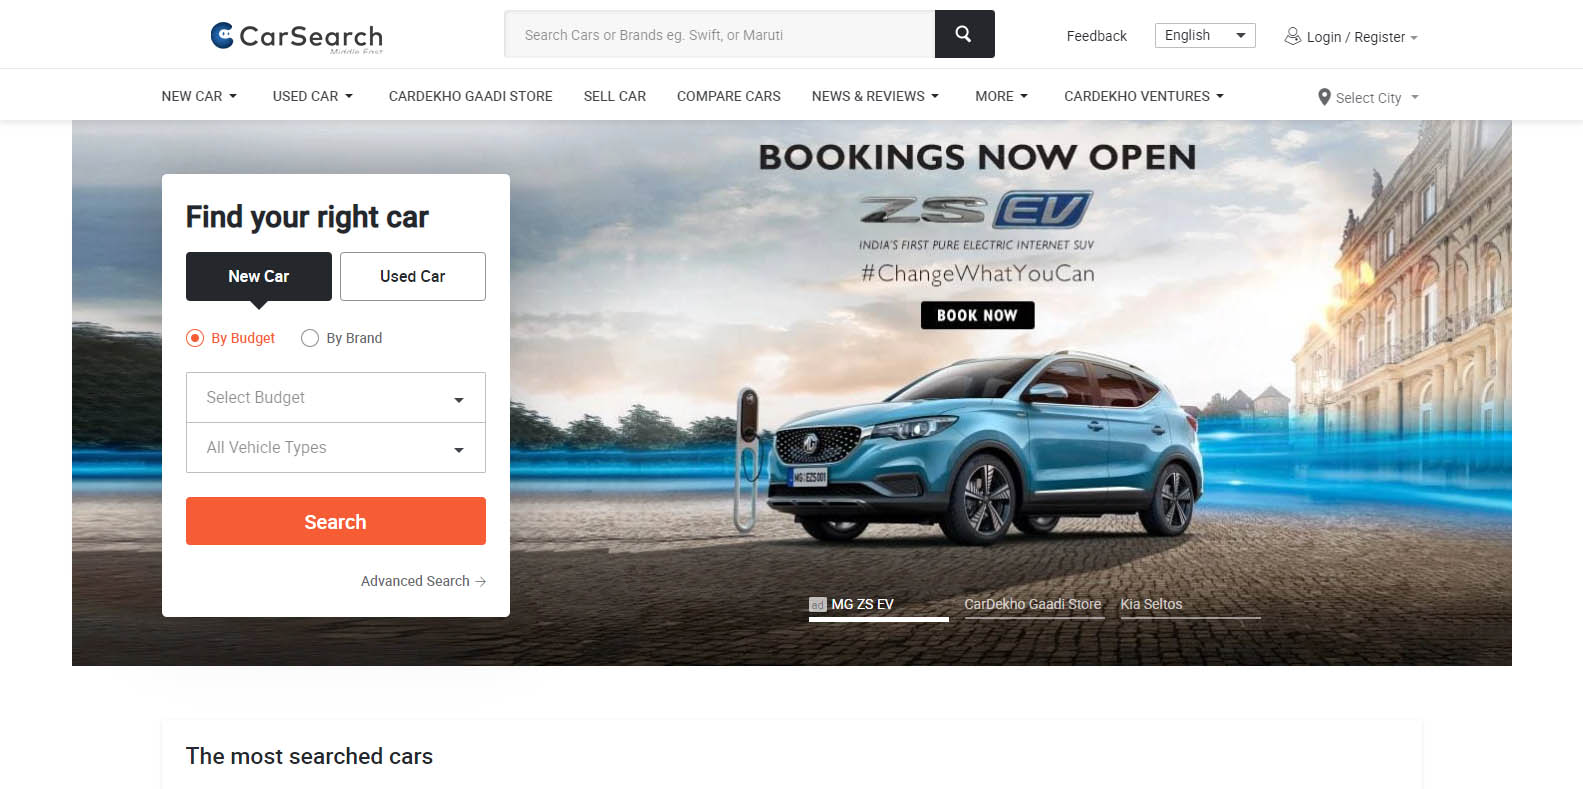 CarSearch
Middle East
Search Cars or Brands eg. Swift, or Maruti
Feedback
English
Login / Register
NEW CAR
USED CAR
CARDEKHO GAADI STORE
SELL CAR
COMPARE CARS
NEWS & REVIEWS
MORE
CARDEKHO VENTURES
Select City
Find your right car
New Car
Used Car
By Budget
By Brand
Select Budget
All Vehicle Types
Search
Advanced Search
BOOKINGS NOW OPEN
ZS EV
INDIA'S FIRST PURE ELECTRIC INTERNET SUV
#ChangeWhatYouCan
BOOK NOW
MG
MG EZS001
ad MG ZS EV
CarDekho Gaadi Store
Kia Seltos
The most searched cars